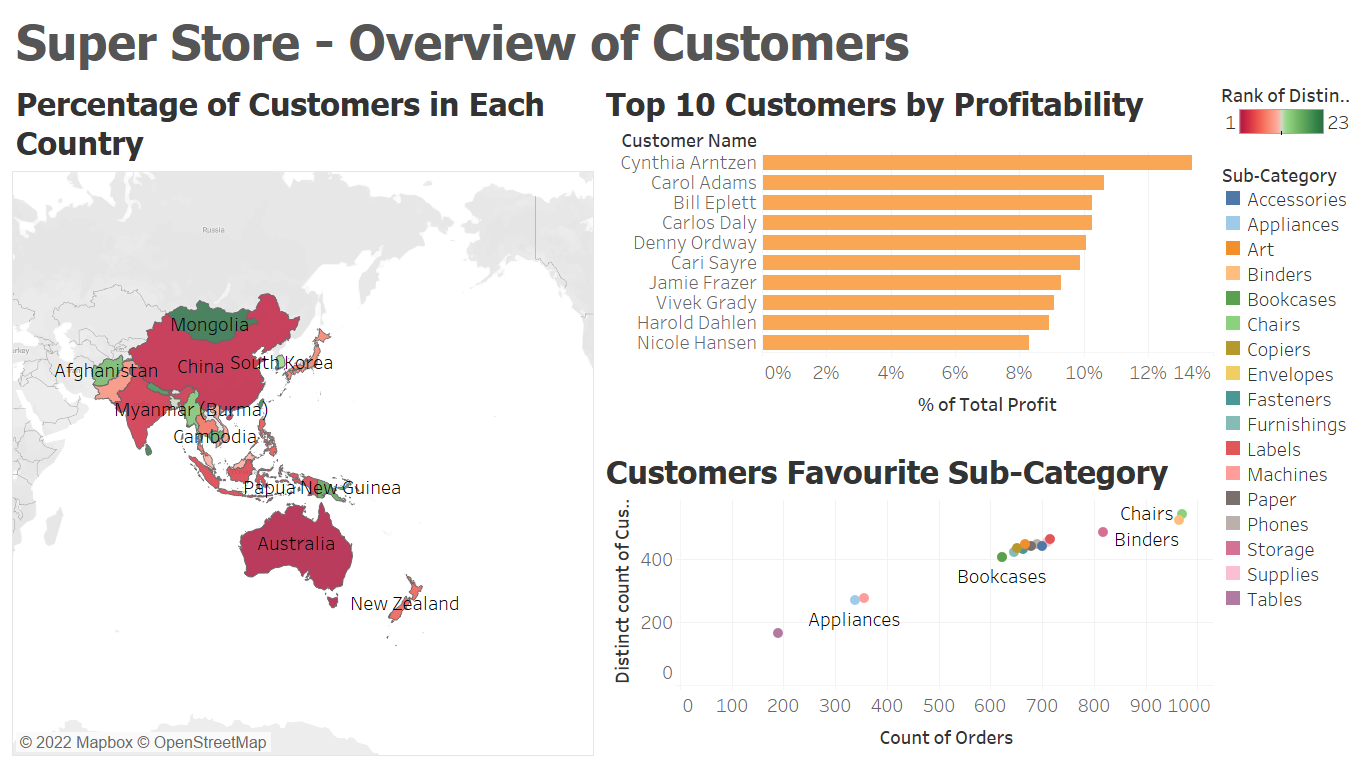 Super Store - Overview of Customers
Percentage of Customers in Each
Country
Russia
Mongolia
Afghanistan
China
South Korea
Myanmar (Burma)
Cambodia
Papua New Guinea
Australia
New Zealand
© 2022 Mapbox © OpenStreetMap
Top 10 Customers by Profitability
Customer Name
Cynthia Arntzen
Carol Adams
Bill Eplett
Carlos Daly
Denny Ordway
Cari Sayre
Jamie Frazer
Vivek Grady
Harold Dahlen
Nicole Hansen
0% 2% 4% 6% 8% 10% 12% 14%
% of Total Profit
Customers Favourite Sub-Category
Distinct count of Cus..
400
200
0
Chairs
Binders
Bookcases
Appliances
0 100 200 300 400 500 600 700 800 900 1000
Count of Orders
Rank of Distin..
1 23
Sub-Category
Accessories
Appliances
Art
Binders
Bookcases
Chairs
Copiers
Envelopes
Fasteners
Furnishings
Labels
Machines
Paper
Phones
Storage
Supplies
Tables